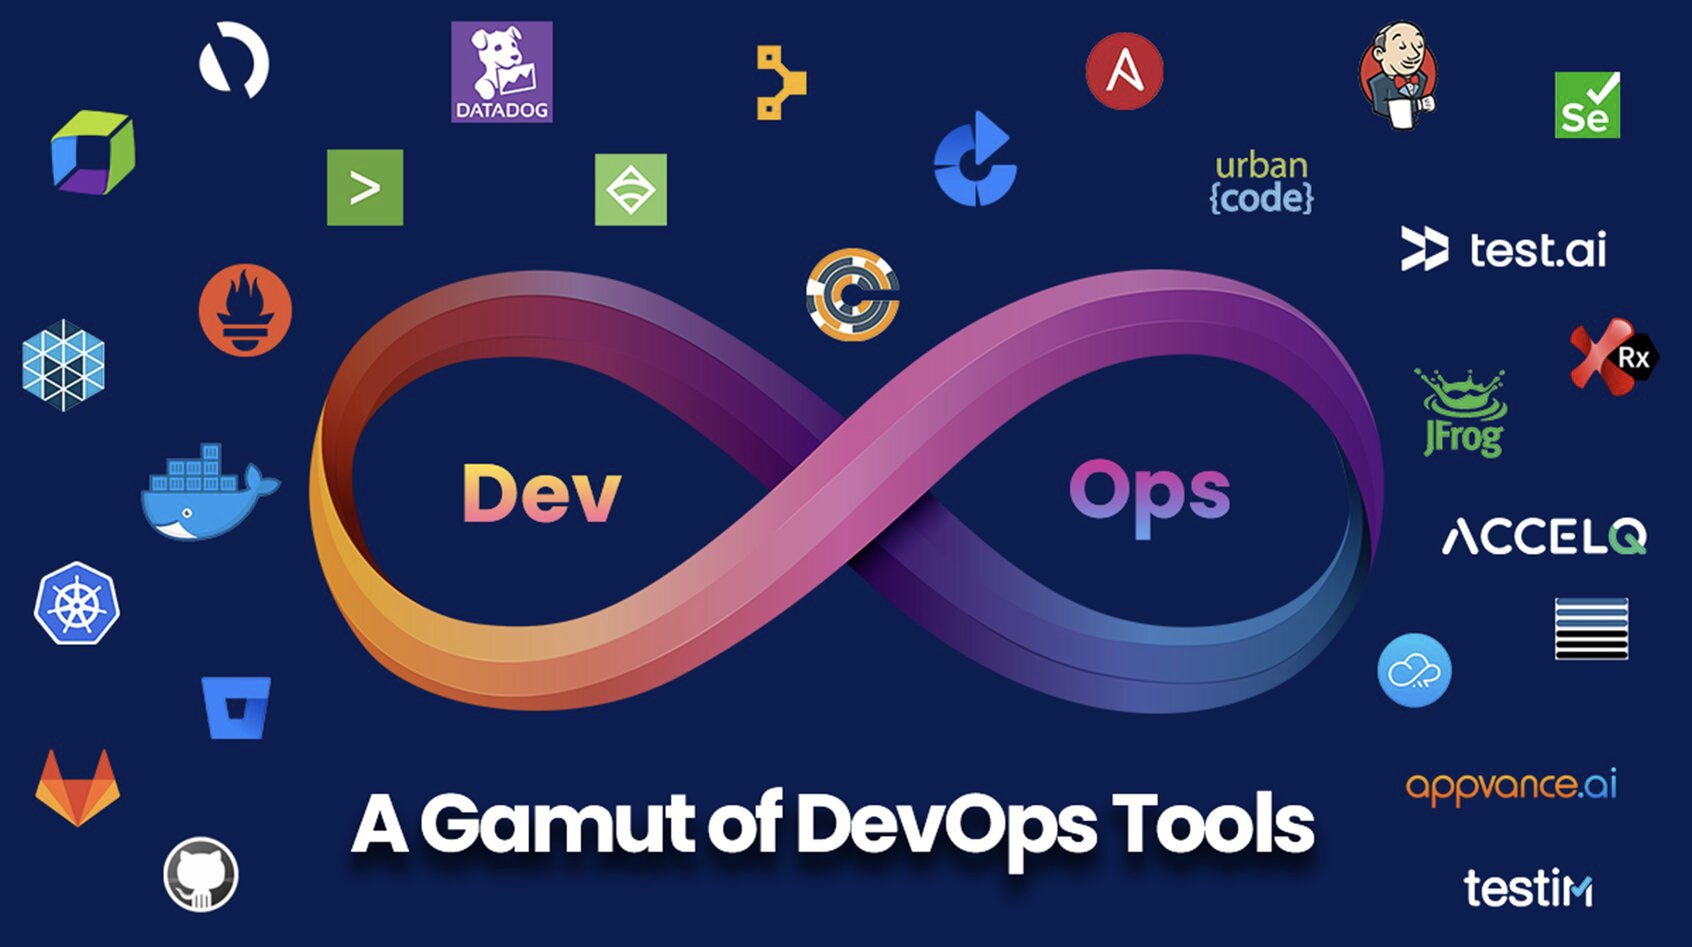 DATADOG
>
Se
urban
{code}
test.ai
Rx
JFrog
Dev
Ops
ACCELQ
appvance.ai
A Gamut of DevOps Tools
testim